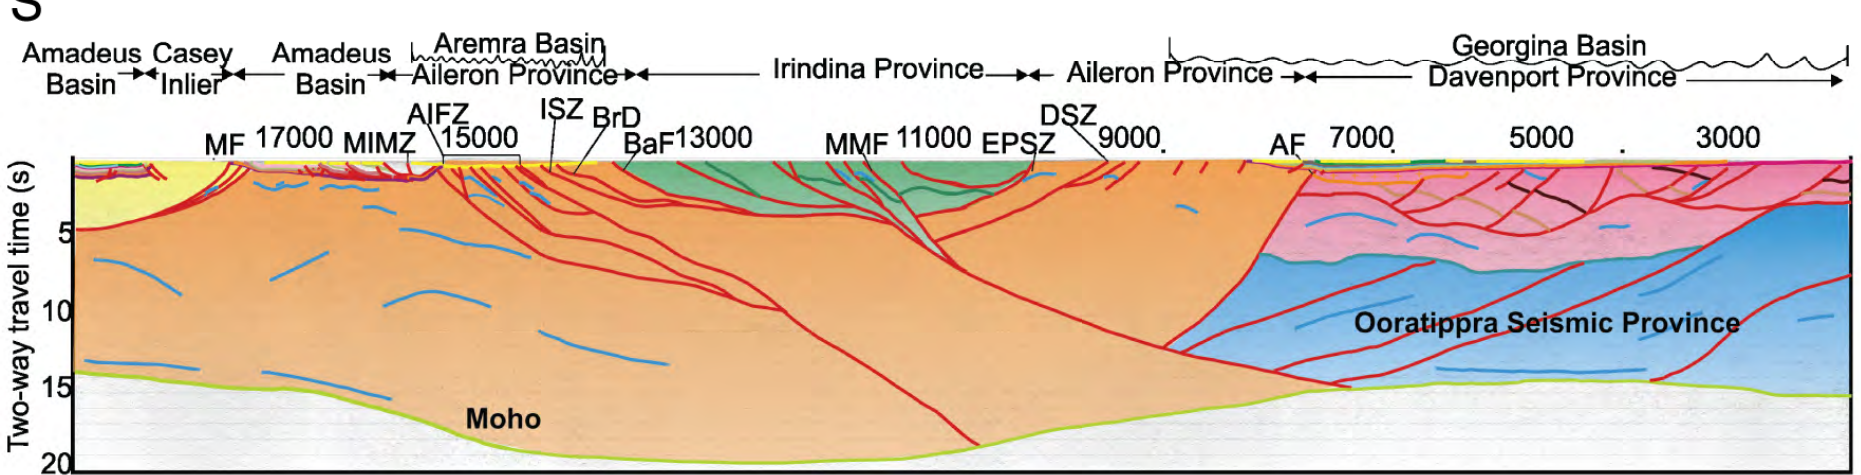 S
Amadeus Basin
Casey Inlier
Amadeus Basin
Aremra Basin
Aileron Province
Irindina Province
Aileron Province
Georgina Basin
Davenport Province
AIFZ
ISZ
BrD
DSZ
MF 17000 MIMZ 15000 BaF 13000 MMF 11000 EPSZ 9000 AF 7000 5000 3000
Two-way travel time (s)
5
10
15
20
Ooratippra Seismic Province
Moho